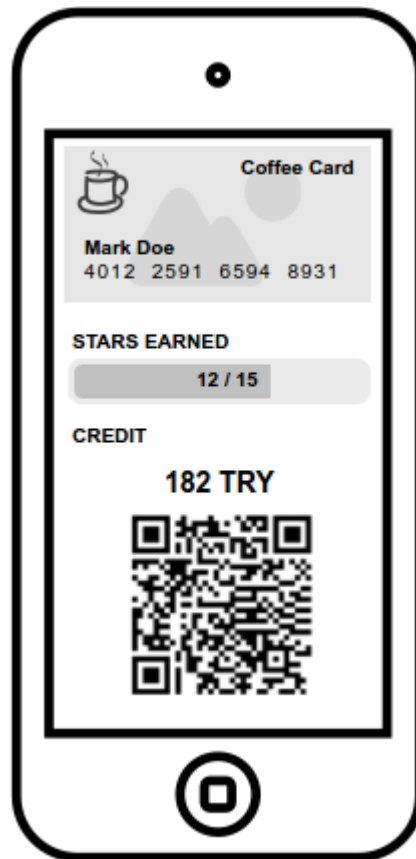 Coffee Card
Mark Doe
4012 2591 6594 8931
STARS EARNED
12 / 15
CREDIT
182 TRY